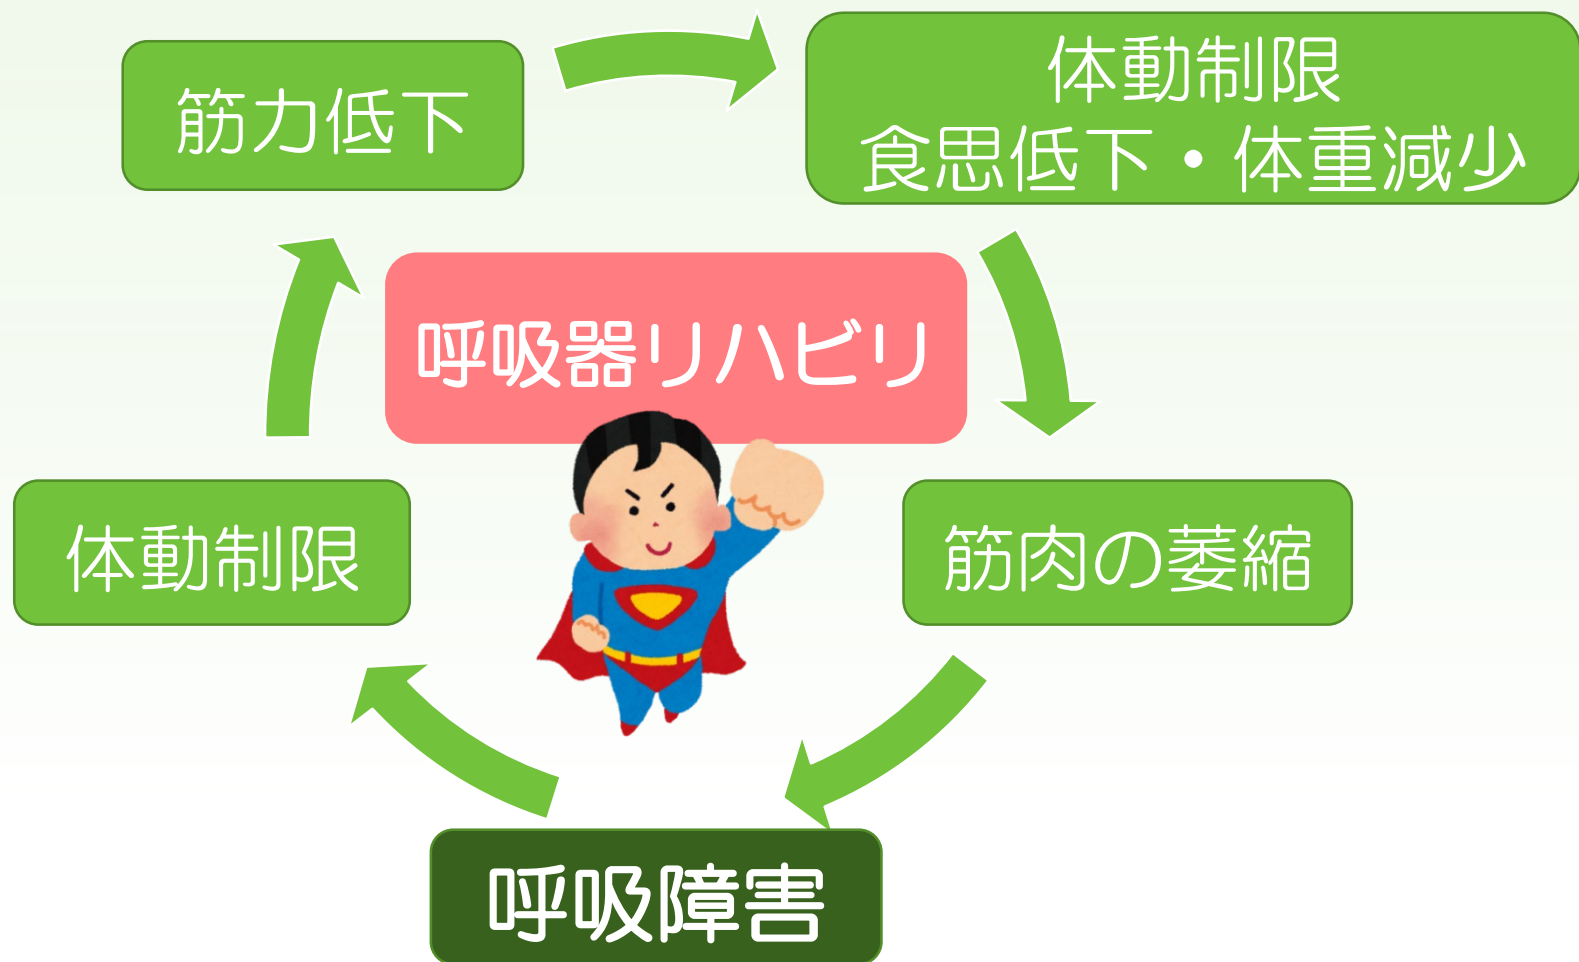 筋力低下
体動制限
食思低下・体重減少
呼吸器リハビリ
体動制限
筋肉の萎縮
呼吸障害